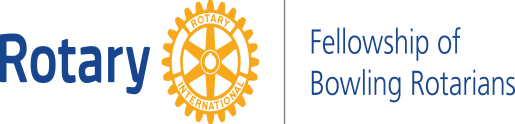 Rotary
ROTARY
INTERNATIONAL
Fellowship of
Bowling Rotarians